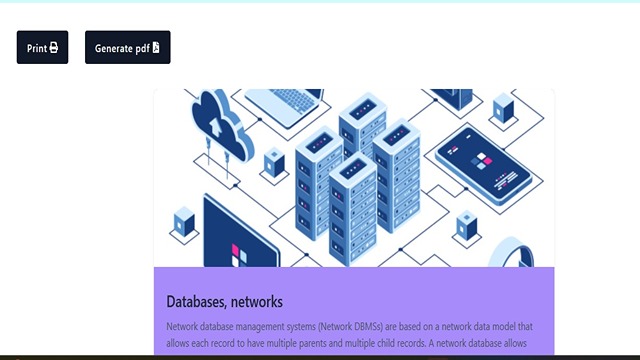 Print
Generate pdf
Databases, networks
Network database management systems (Network DBMSs) are based on a network data model that
allows each record to have multiple parents and multiple child records. A network database allows